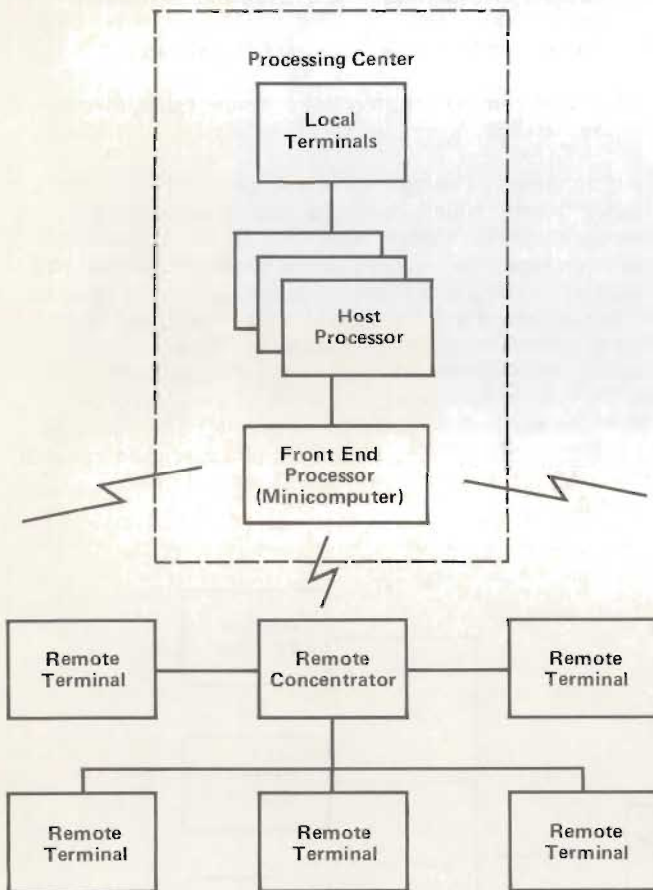 Processing Center
Local
Terminals
Host
Processor
Front End
Processor
(Minicomputer)
Remote
Terminal
Remote
Concentrator
Remote
Terminal
Remote
Terminal
Remote
Terminal
Remote
Terminal